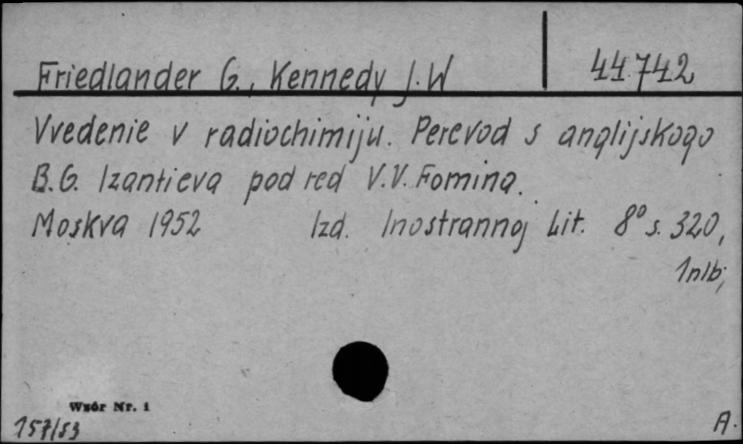 Friedlander G., Kennedy J. W
44.742
Vvedenie v radiochimiju. Perevod s anglijskogo
B.G. Izantieva pod red V.V. Fomina.
Moskva 1952 Izd. Inostrannoj Lit. 8° s. 320,
1nlb;
Wzór Nr. 1
157/53
A.